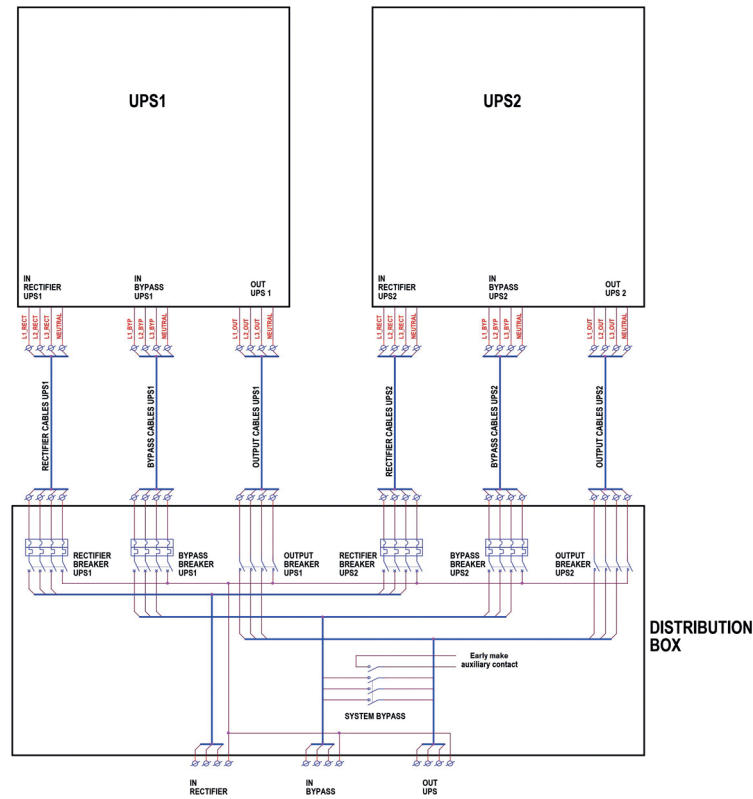 UPS1
UPS2
IN
RECTIFIER
UPS1
IN
BYPASS
UPS1
OUT
UPS 1
IN
RECTIFIER
UPS2
IN
BYPASS
UPS2
OUT
UPS 2
L1_RECT
L2_RECT
L3_RECT
NEUTRAL
L1_BYP
L2_BYP
L3_BYP
NEUTRAL
L1_OUT
L2_OUT
L3_OUT
NEUTRAL
L1_RECT
L2_RECT
L3_RECT
NEUTRAL
L1_BYP
L2_BYP
L3_BYP
NEUTRAL
L1_OUT
L2_OUT
L3_OUT
NEUTRAL
RECTIFIER CABLES UPS1
BYPASS CABLES UPS1
OUTPUT CABLES UPS1
RECTIFIER CABLES UPS2
BYPASS CABLES UPS2
OUTPUT CABLES UPS2
RECTIFIER
BREAKER
UPS1
BYPASS
BREAKER
UPS1
OUTPUT
BREAKER
UPS1
RECTIFIER
BREAKER
UPS2
BYPASS
BREAKER
UPS2
OUTPUT
BREAKER
UPS2
DISTRIBUTION
BOX
Early make
auxiliary contact
SYSTEM BYPASS
IN
RECTIFIER
IN
BYPASS
OUT
UPS